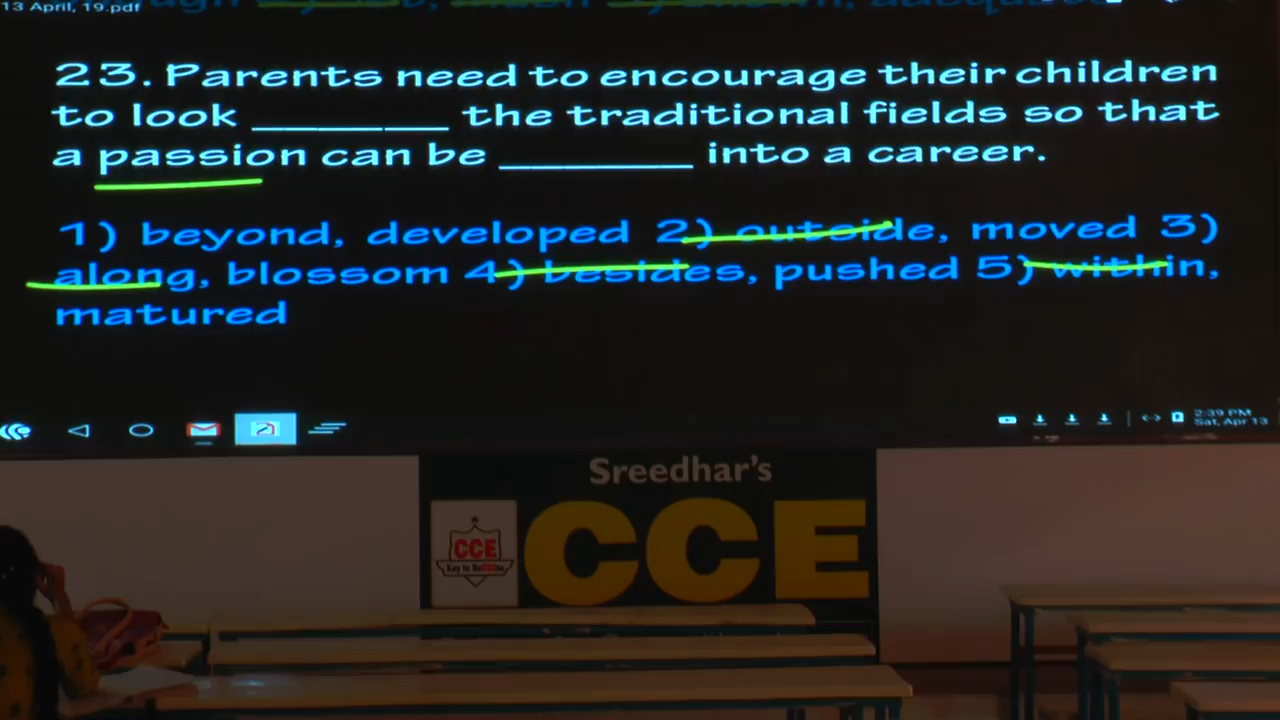 13 April, 19.pdf
23. Parents need to encourage their children
to look ________ the traditional fields so that
a passion can be ________ into a career.
1) beyond, developed 2) outside, moved 3)
along, blossom 4) besides, pushed 5) within,
matured
2:39 PM
Sat, Apr 13
Sreedhar's
CCE
CCE
Key to SuCCEss